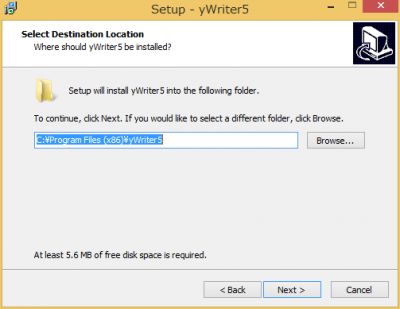 Setup - yWriter5
Select Destination Location
Where should yWriter5 be installed?
Setup will install yWriter5 into the following folder.
To continue, click Next. If you would like to select a different folder, click Browse.
C:¥Program Files (x86)¥yWriter5
Browse...
At least 5.6 MB of free disk space is required.
< Back
Next >
Cancel